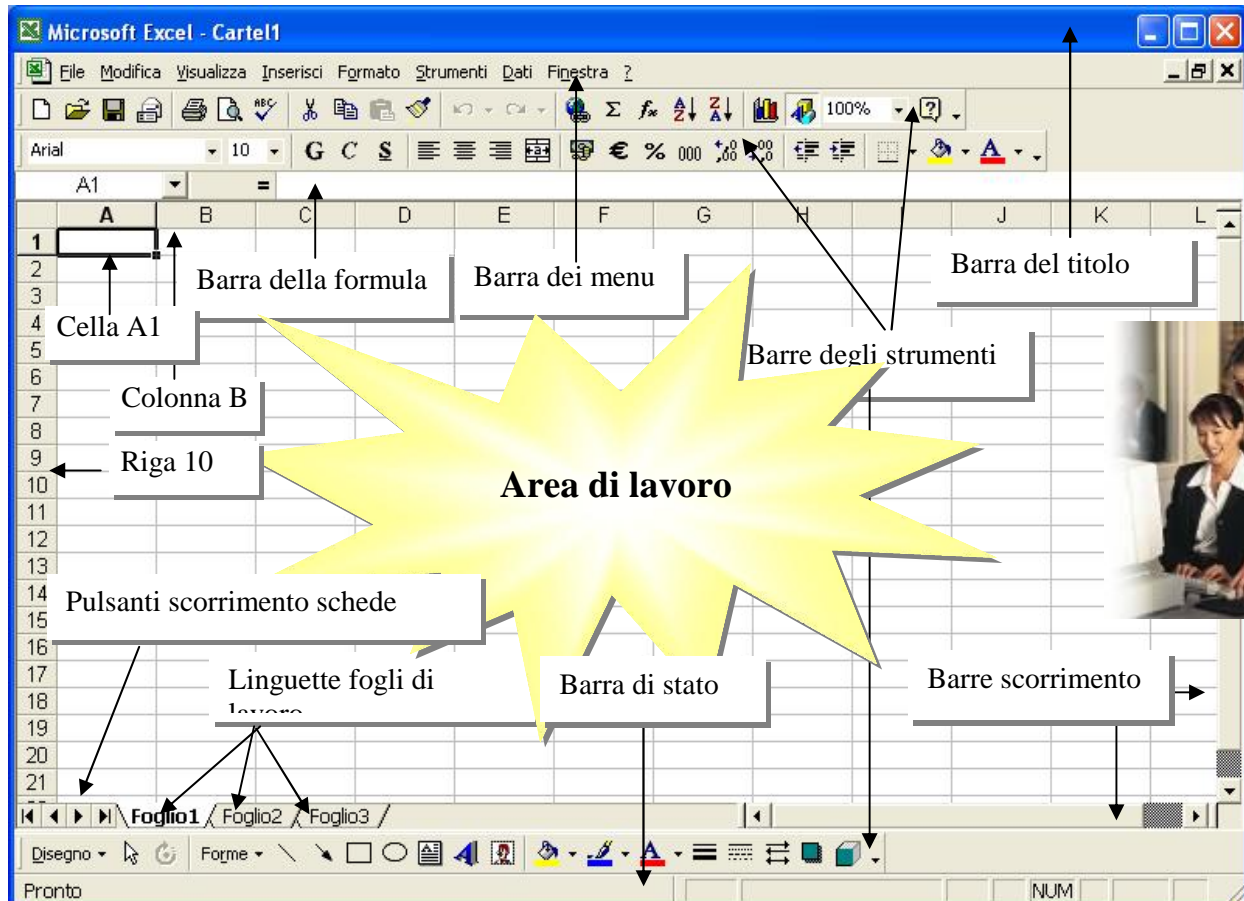 Microsoft Excel - Cartel1
File Modifica Visualizza Inserisci Formato Strumenti Dati Finestra ?
100%
Arial 10 G C S € % 000
A1 =
A B C D E F G H I J K L
1
2
Barra della formula
Barra dei menu
Barra del titolo
3
4
Cella A1
5
Barre degli strumenti
6
7
Colonna B
8
9
Riga 10
10
Area di lavoro
11
12
13
14
Pulsanti scorrimento schede
15
16
17
Linguette fogli di
lavoro
Barra di stato
Barre scorrimento
18
19
20
21
Foglio1 Foglio2 Foglio3
Disegno Forme
Pronto NUM